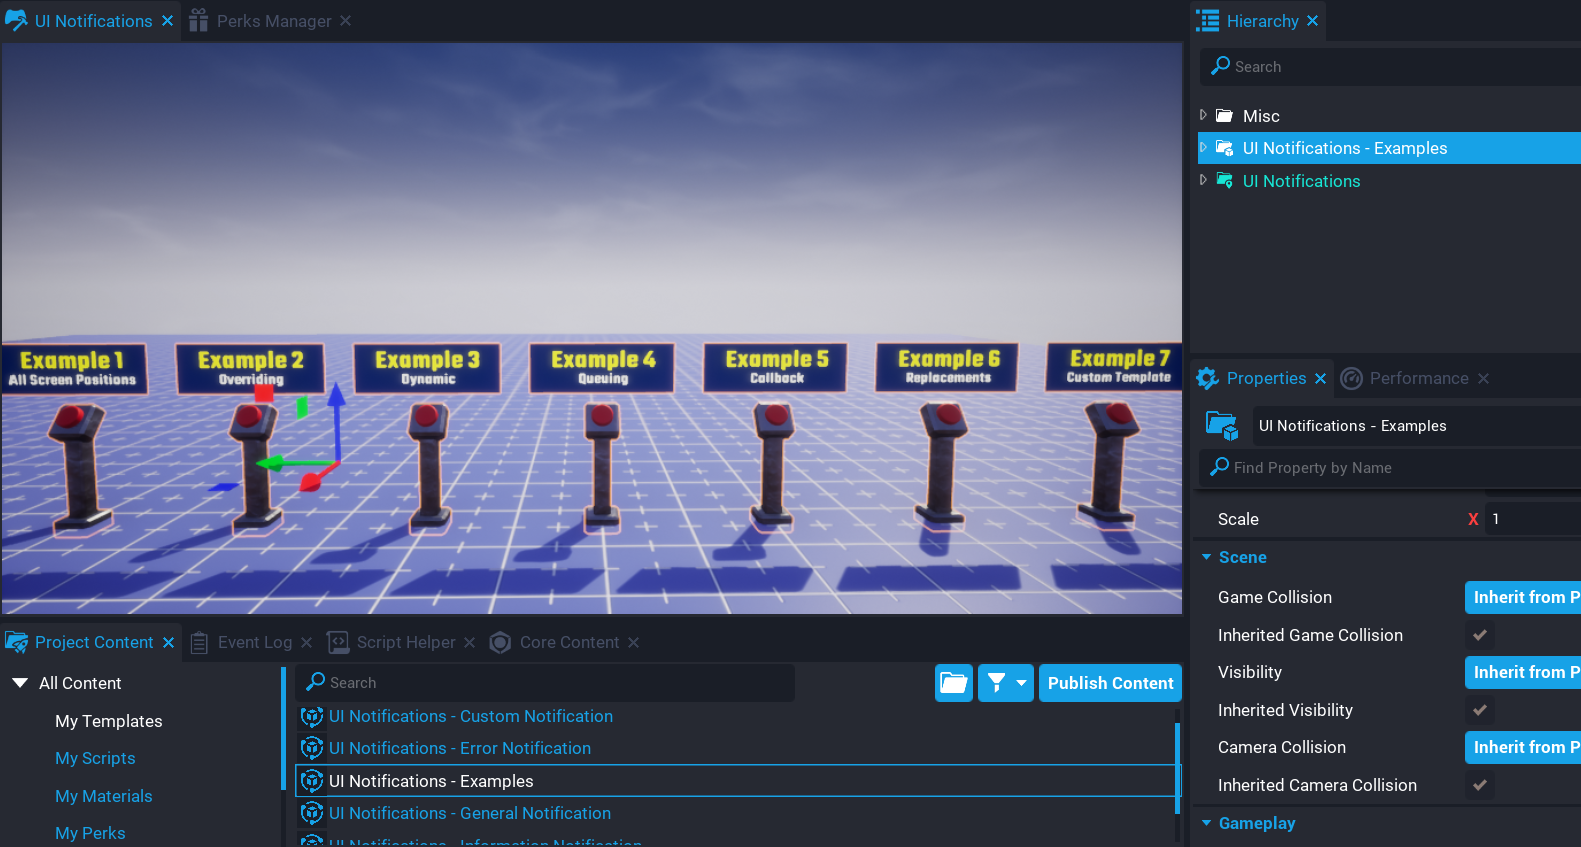 UI Notifications
Perks Manager
Example 1
All Screen Positions
Example 2
Overriding
Example 3
Dynamic
Example 4
Queuing
Example 5
Callback
Example 6
Replacements
Example 7
Custom Template
Hierarchy
Search
Misc
UI Notifications - Examples
UI Notifications
Properties
Performance
UI Notifications - Examples
Find Property by Name
Scale
X
1
Scene
Game Collision
Inherit from P
Inherited Game Collision
Visibility
Inherit from P
Inherited Visibility
Camera Collision
Inherit from P
Inherited Camera Collision
Gameplay
Project Content
Event Log
Script Helper
Core Content
All Content
My Templates
My Scripts
My Materials
My Perks
Search
Publish Content
UI Notifications - Custom Notification
UI Notifications - Error Notification
UI Notifications - Examples
UI Notifications - General Notification
UI Notifications - Information Notification